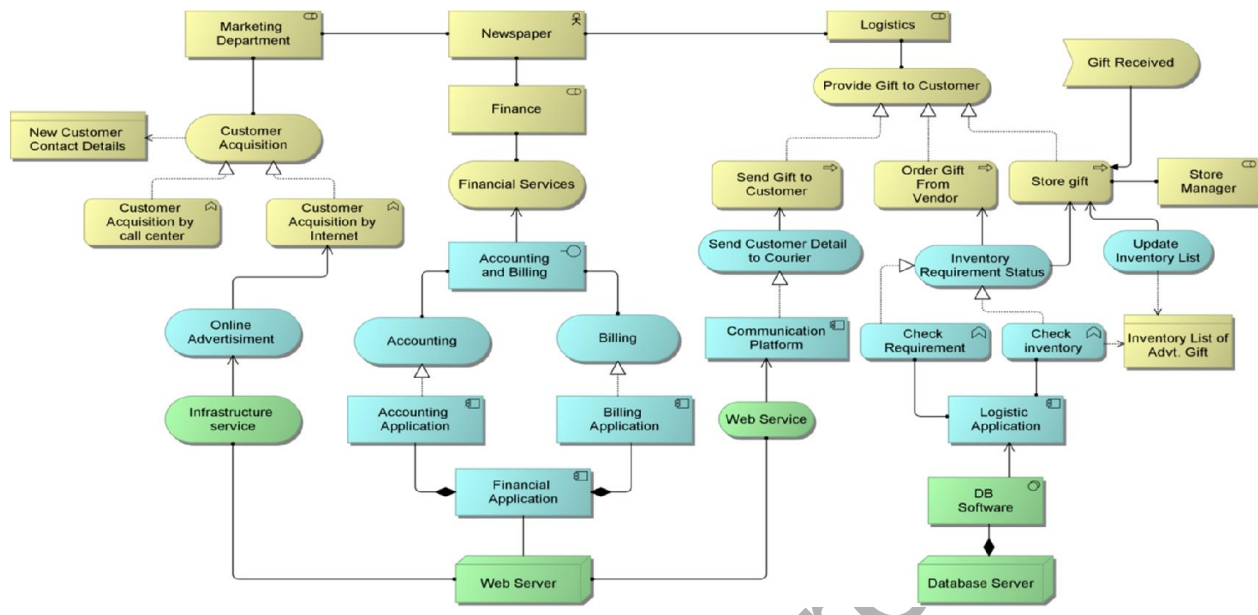 Marketing
Department
Newspaper
Logistics
Gift Received
Provide Gift to Customer
Finance
New Customer
Contact Details
Customer
Acquisition
Financial Services
Send Gift to
Customer
Order Gift
From
Vendor
Store gift
Store
Manager
Customer
Acquisition by
call center
Customer
Acquisition by
Internet
Accounting
and Billing
Send Customer Detail
to Courier
Inventory
Requirement Status
Update
Inventory List
Online
Advertisiment
Accounting
Billing
Communication
Platform
Check
Requirement
Check
inventory
Inventory List of
Advt. Gift
Infrastructure
service
Accounting
Application
Billing
Application
Web Service
Logistic
Application
Financial
Application
DB
Software
Web Server
Database Server